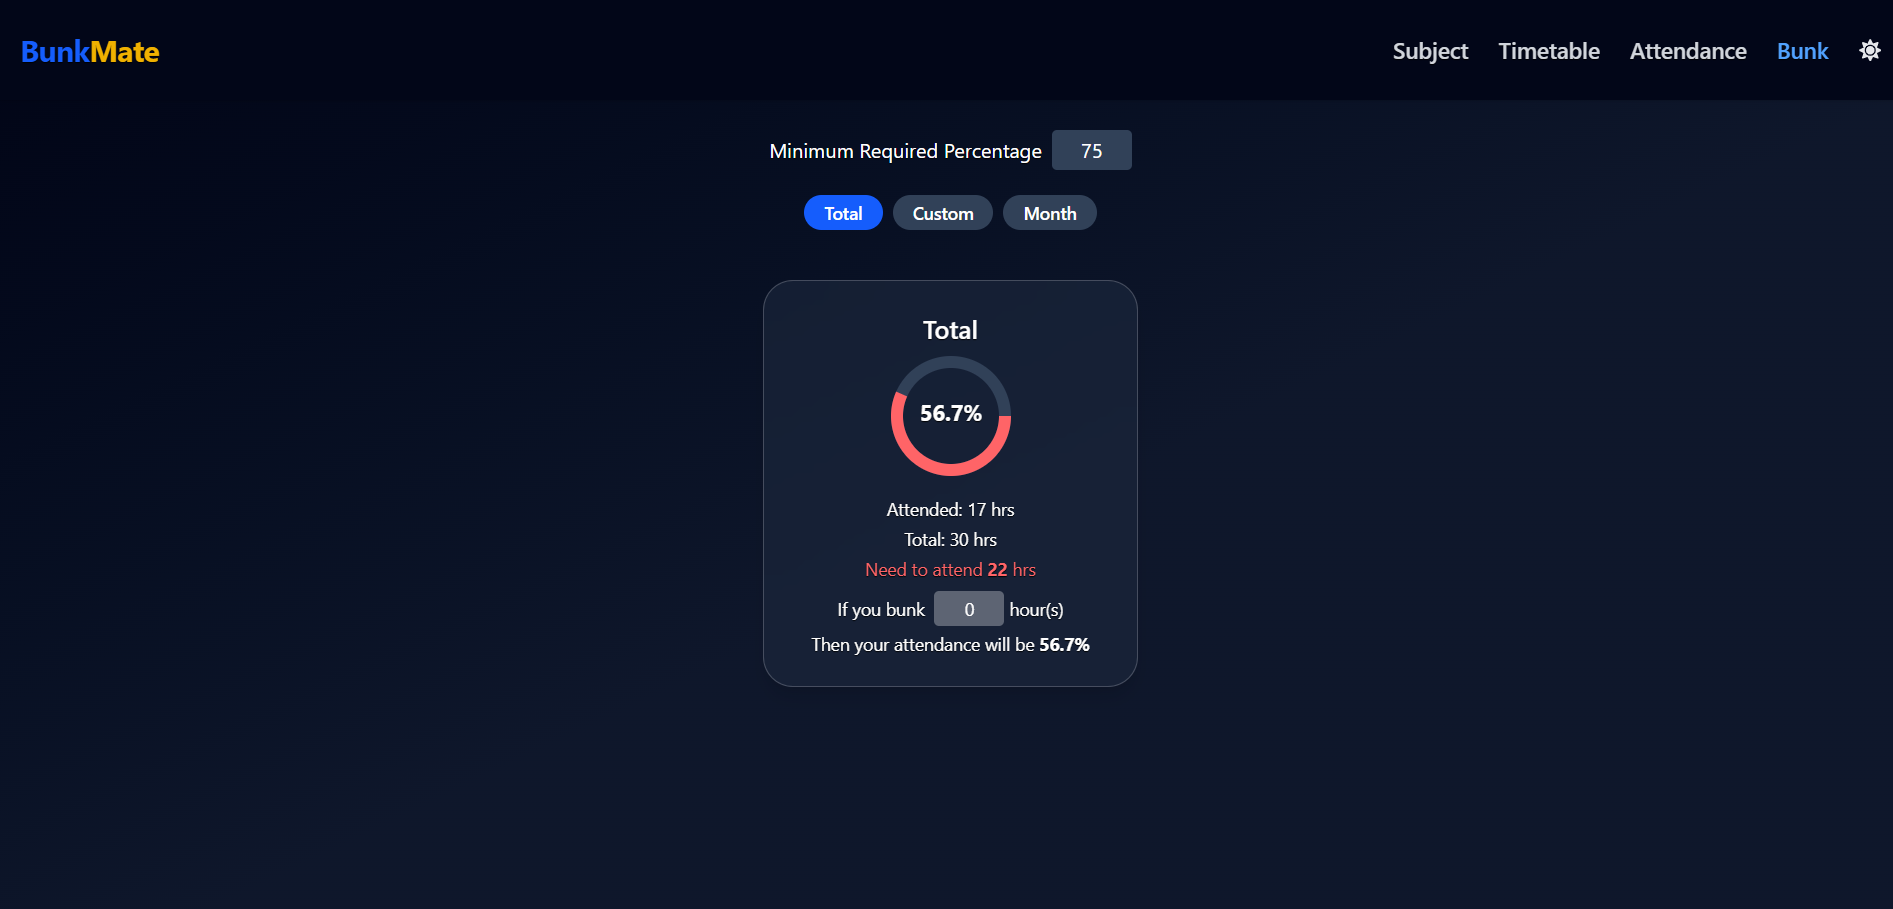 BunkMate
Subject Timetable Attendance Bunk
Minimum Required Percentage 75
Total Custom Month
Total
56.7%
Attended: 17 hrs
Total: 30 hrs
Need to attend 22 hrs
If you bunk 0 hour(s)
Then your attendance will be 56.7%